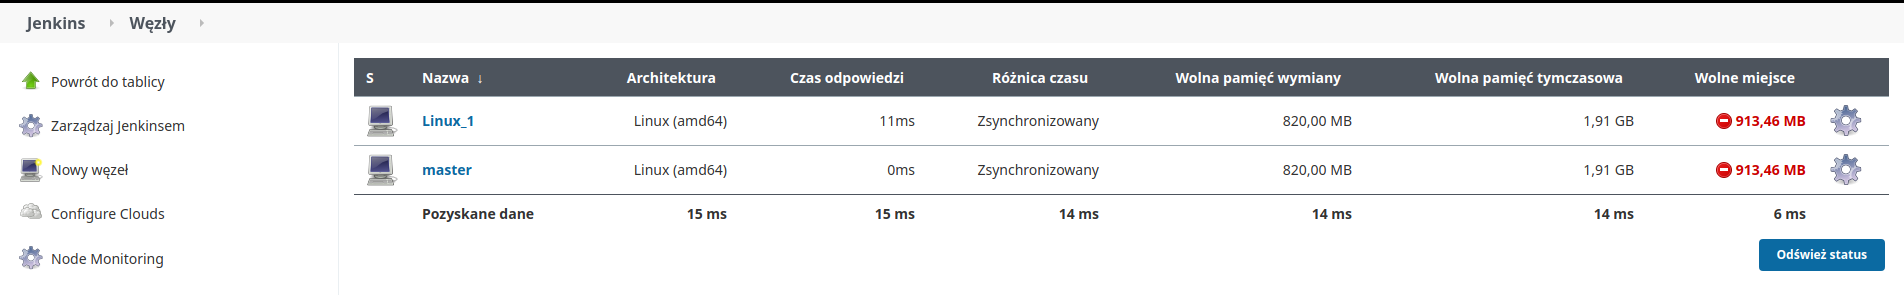 Jenkins Węzły
Powrót do tablicy
Zarządzaj Jenkinsem
Nowy węzeł
Configure Clouds
Node Monitoring
S Nazwa ↓ Architektura Czas odpowiedzi Różnica czasu Wolna pamięć wymiany Wolna pamięć tymczasowa Wolne miejsce
Linux_1 Linux (amd64) 11ms Zsynchronizowany 820,00 MB 1,91 GB 913,46 MB
master Linux (amd64) 0ms Zsynchronizowany 820,00 MB 1,91 GB 913,46 MB
Pozyskane dane 15 ms 15 ms 14 ms 14 ms 14 ms 6 ms
Odśwież status